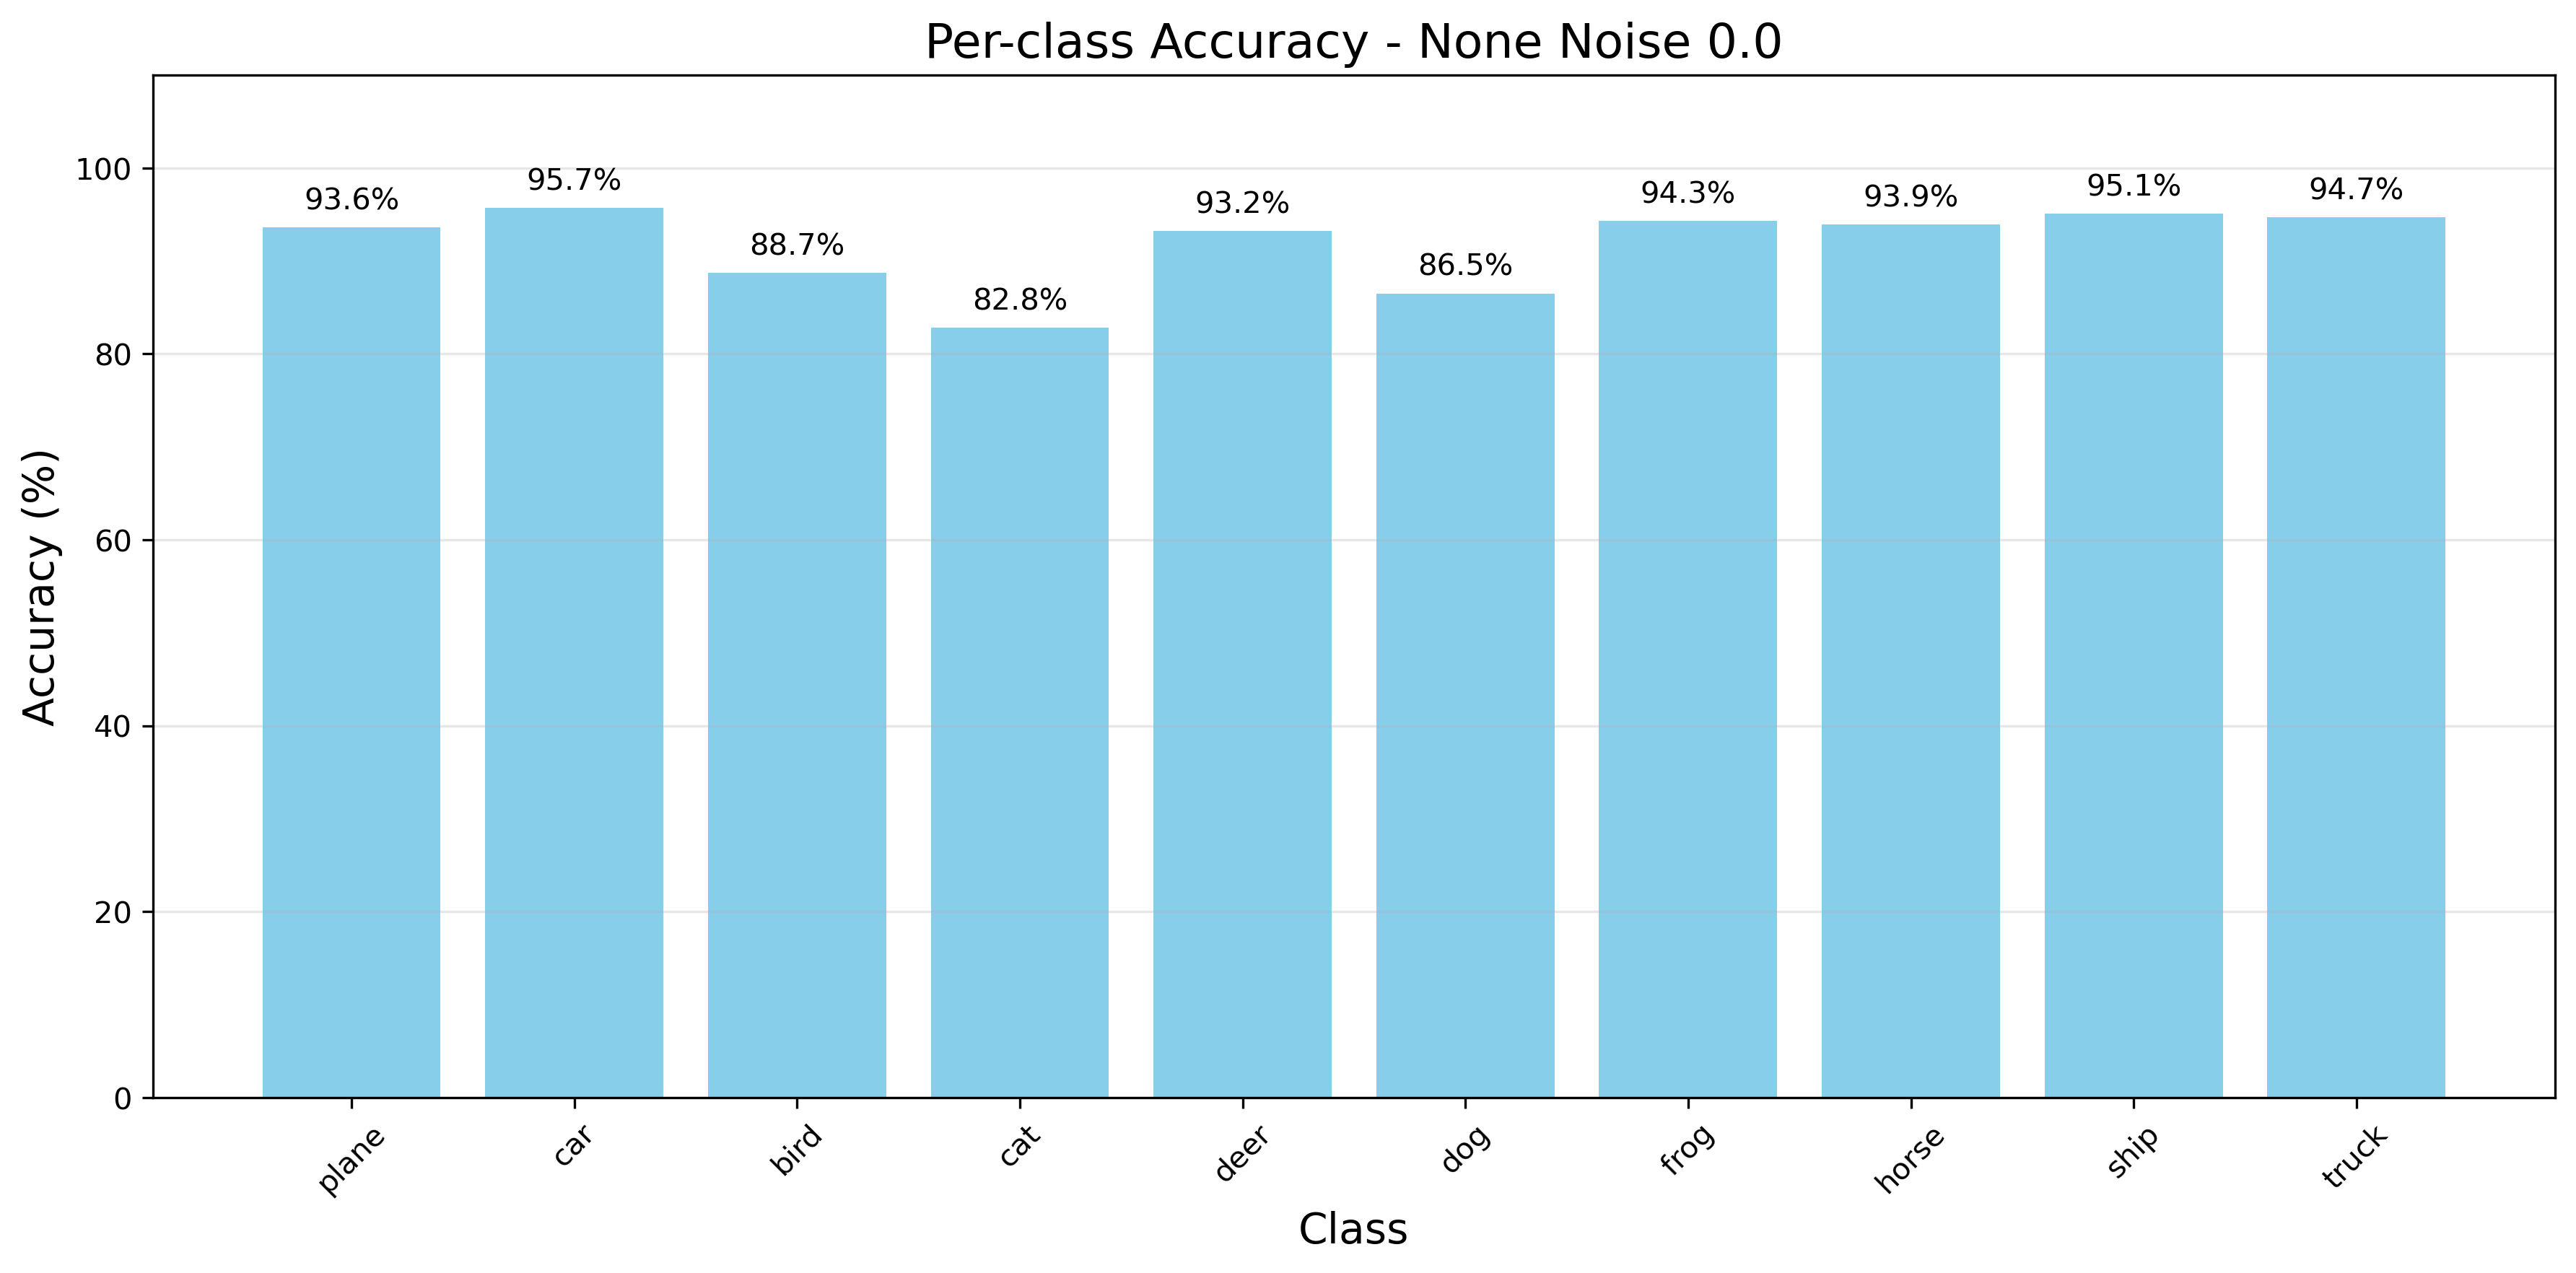 Per-class Accuracy - None Noise 0.0
Accuracy (%)
100
80
60
40
20
0
93.6%
95.7%
88.7%
82.8%
93.2%
86.5%
94.3%
93.9%
95.1%
94.7%
plane
car
bird
cat
deer
dog
frog
horse
ship
truck
Class